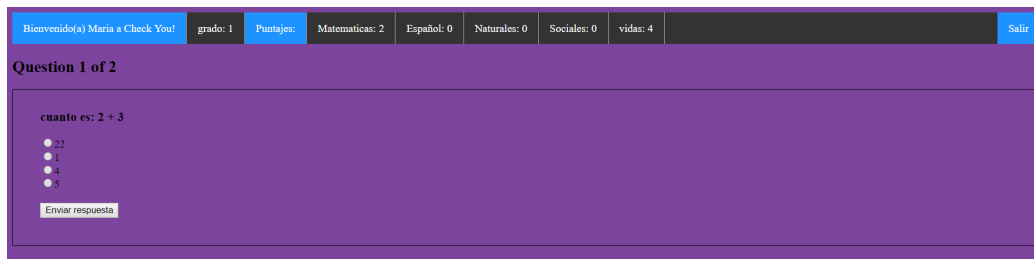 Bienvenido(a) Maria a Check You! grado: 1 Puntajes: Matematicas: 2 Español: 0 Naturales: 0 Sociales: 0 vidas: 4 Salir
Question 1 of 2
cuanto es: 2 + 3
22
1
4
5
Enviar respuesta